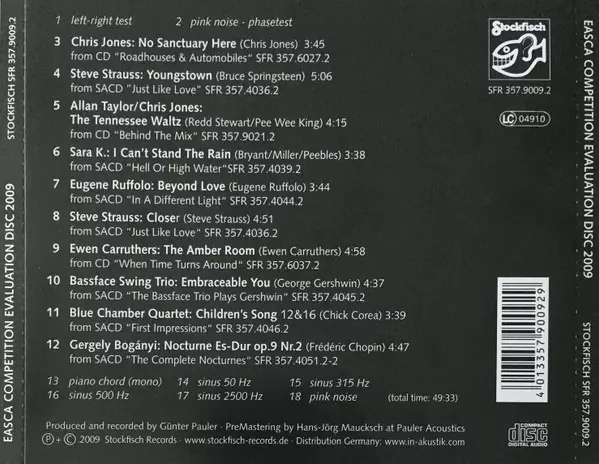 1 left-right test 2 pink noise - phasetest
3 Chris Jones: No Sanctuary Here (Chris Jones) 3:45
from CD "Roadhouses & Automobiles" SFR 357.6027.2
4 Steve Strauss: Youngstown (Bruce Springsteen) 5:06
from SACD "Just Like Love" SFR 357.4036.2
5 Allan Taylor/Chris Jones:
The Tennessee Waltz (Redd Stewart/Pee Wee King) 4:15
from CD "Behind The Mix" SFR 357.9021.2
6 Sara K.: I Can't Stand The Rain (Bryant/Miller/Peebles) 3:38
from SACD "Hell Or High Water" SFR 357.4039.2
7 Eugene Ruffolo: Beyond Love (Eugene Ruffolo) 3:44
from SACD "In A Different Light" SFR 357.4044.2
8 Steve Strauss: Closer (Steve Strauss) 4:51
from SACD "Just Like Love" SFR 357.4036.2
9 Ewen Carruthers: The Amber Room (Ewen Carruthers) 4:58
from CD "When Time Turns Around" SFR 357.6037.2
10 Bassface Swing Trio: Embraceable You (George Gershwin) 4:37
from SACD "The Bassface Trio Plays Gershwin" SFR 357.4045.2
11 Blue Chamber Quartet: Children's Song 12&16 (Chick Corea) 3:39
from SACD "First Impressions" SFR 357.4046.2
12 Gergely Bogányi: Nocturne Es-Dur op.9 Nr.2 (Frédéric Chopin) 4:47
from SACD "The Complete Nocturnes" SFR 357.4051.2-2
13 piano chord (mono) 14 sinus 50 Hz 15 sinus 315 Hz
16 sinus 500 Hz 17 sinus 2500 Hz 18 pink noise (total time: 49:33)
Produced and recorded by Günter Pauler · PreMastering by Hans-Jörg Maucksch at Pauler Acoustics
Ⓟ + © 2009 Stockfisch Records · www.stockfisch-records.de · Distribution Germany: www.in-akustik.com
Stockfisch
SFR 357.9009.2
LC 04910
4 013357 900929
COMPACT
disc
DIGITAL AUDIO
EASCA COMPETITION EVALUATION DISC 2009 STOCKFISCH SFR 357.9009.2
EASCA COMPETITION EVALUATION DISC 2009 STOCKFISCH SFR 357.9009.2